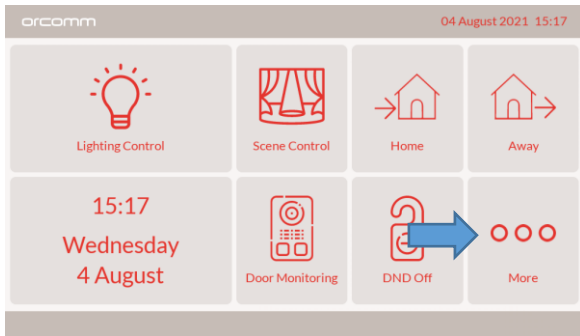 orcomm
04 August 2021 15:17
Lighting Control
Scene Control
Home
Away
15:17
Wednesday
4 August
Door Monitoring
DND Off
More